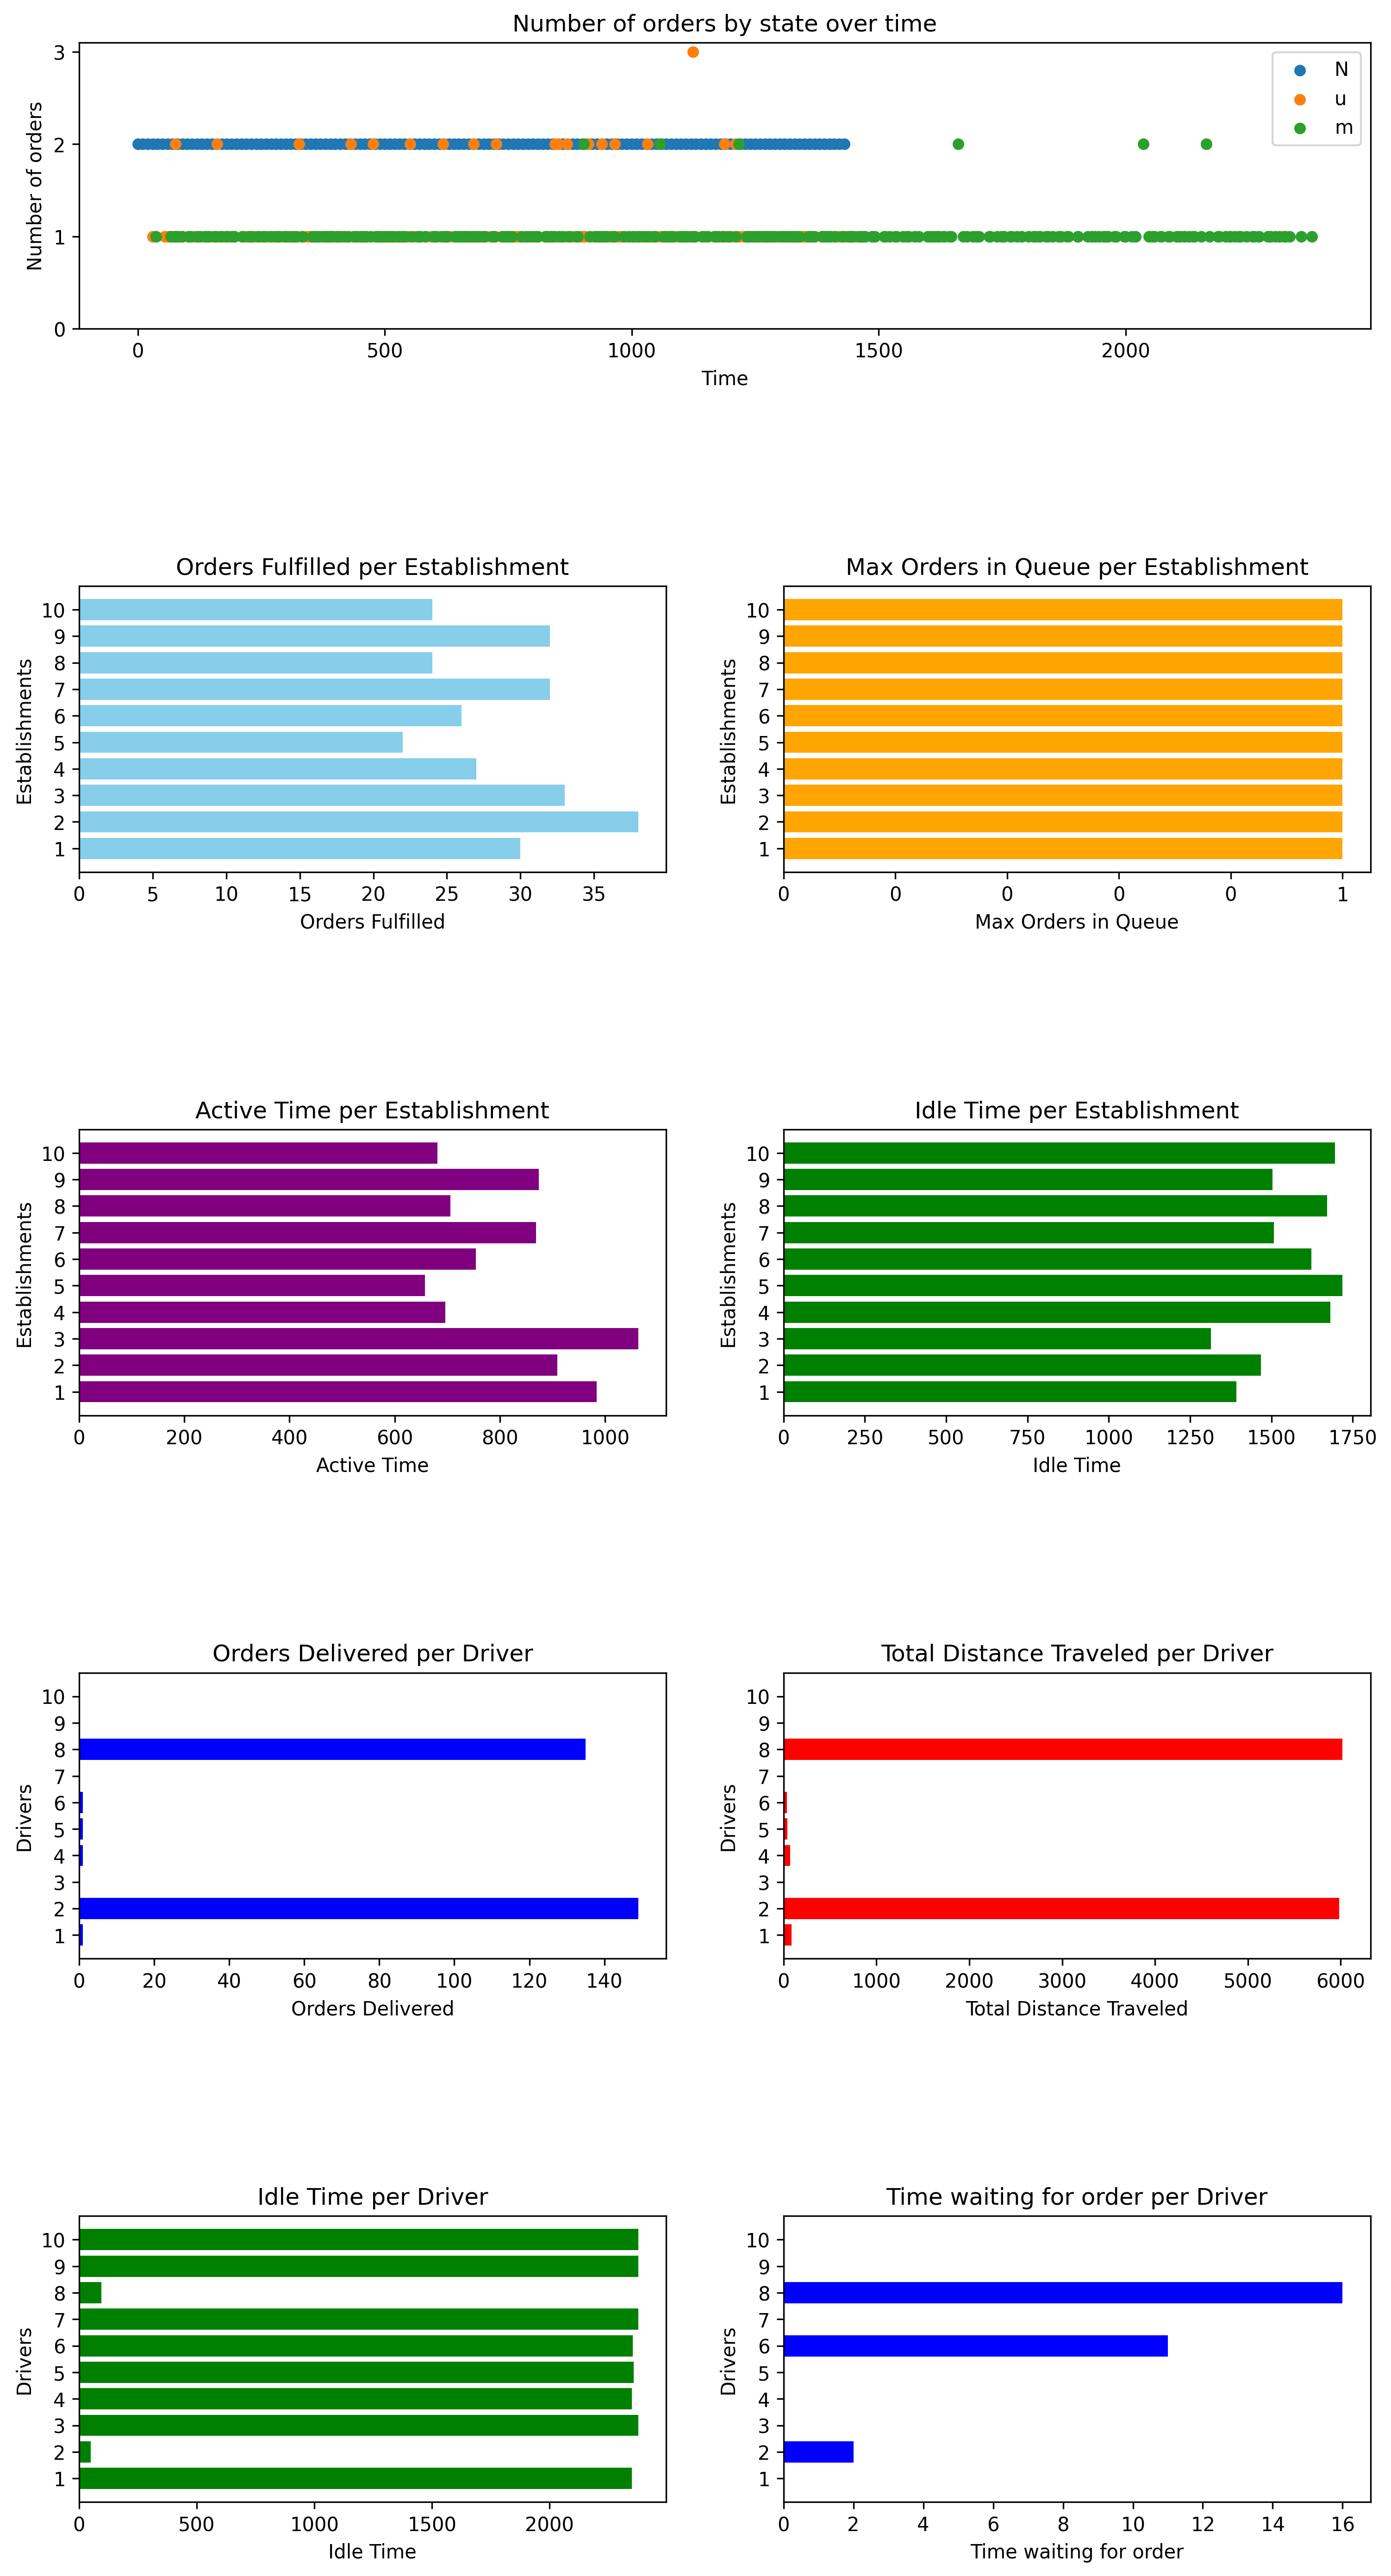 Number of orders by state over time
3
2
1
0
Number of orders
N
u
m
0 500 1000 1500 2000
Time
Orders Fulfilled per Establishment
10
9
8
7
6
5
4
3
2
1
Establishments
0 5 10 15 20 25 30 35
Orders Fulfilled
Max Orders in Queue per Establishment
10
9
8
7
6
5
4
3
2
1
Establishments
0 0 0 0 0 1
Max Orders in Queue
Active Time per Establishment
10
9
8
7
6
5
4
3
2
1
Establishments
0 200 400 600 800 1000
Active Time
Idle Time per Establishment
10
9
8
7
6
5
4
3
2
1
Establishments
0 250 500 750 1000 1250 1500 1750
Idle Time
Orders Delivered per Driver
10
9
8
7
6
5
4
3
2
1
Drivers
0 20 40 60 80 100 120 140
Orders Delivered
Total Distance Traveled per Driver
10
9
8
7
6
5
4
3
2
1
Drivers
0 1000 2000 3000 4000 5000 6000
Total Distance Traveled
Idle Time per Driver
10
9
8
7
6
5
4
3
2
1
Drivers
0 500 1000 1500 2000
Idle Time
Time waiting for order per Driver
10
9
8
7
6
5
4
3
2
1
Drivers
0 2 4 6 8 10 12 14 16
Time waiting for order